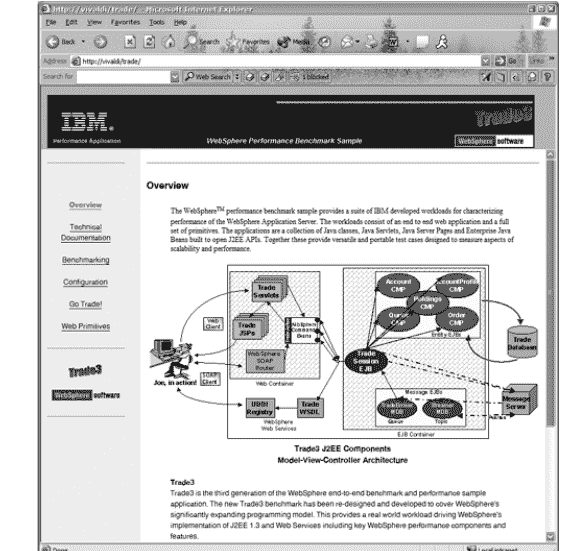 http://vivaldi/trade/ - Microsoft Internet Explorer
File Edit View Favorites Tools Help
Back Search Favorites Media
Address http://vivaldi/trade/ Go Links »
Search for Web Search 1 blocked
IBM.
Performance Application
WebSphere Performance Benchmark Sample
Trade3
WebSphere software
Overview
Technical
Documentation
Benchmarking
Configuration
Go Trade!
Web Primitives
Trade3
WebSphere software
Overview
The WebSphere™ performance benchmark sample provides a suite of IBM developed workloads for characterizing
performance of the WebSphere Application Server. The workloads consist of an end to end web application and a full
set of primitives. The applications are a collection of Java classes, Java Servlets, Java Server Pages and Enterprise Java
Beans built to open J2EE APIs. Together these provide versatile and portable test cases designed to measure aspects of
scalability and performance.
Trade
Servlets
Web
Client
Trade
JSPs
WebSphere
Command
Beans
WebSphere
SOAP
Router
Web Container
Jon, in action!
SOAP
Client
UDDI
Registry
Trade
WSDL
WebSphere
Web Services
Account
CMP
AccountProfile
CMP
Holdings
CMP
Quote
CMP
Order
CMP
Entity EJBs
Trade
Session
EJB
Trade
Database
Message EJBs
MDB
MDB
Queue
Topic
Message
Server
EJB Container
Trade3 J2EE Components
Model-View-Controller Architecture
Trade3
Trade3 is the third generation of the WebSphere end-to-end benchmark and performance sample
application. The new Trade3 benchmark has been re-designed and developed to cover WebSphere's
significantly expanding programming model. This provides a real world workload driving WebSphere's
implementation of J2EE 1.3 and Web Services including key WebSphere performance components and
features.
Done
Local intranet